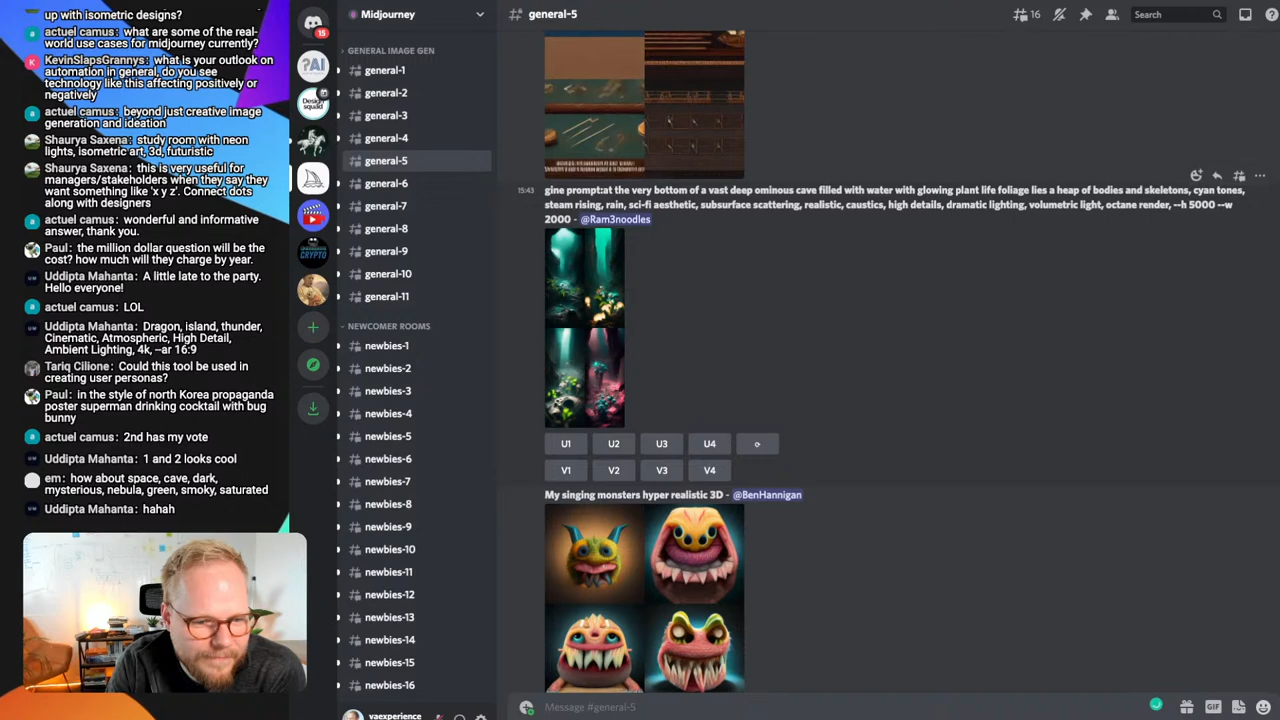 up with isometric designs?
actuel camus: what are some of the real-
world use cases for midjourney currently?
KevinSlapsGrannys: what is your outlook
on automation in general, do you see
technology like this affecting positively or
negatively
actuel camus: beyond just creative image
generation and ideation
Shaurya Saxena: study room with neon
lights, isometric art, 3d, futuristic
Shaurya Saxena: this is very useful for
managers/stakeholders when they say they
want something like 'x y z'. Connect dots
along with designers
actuel camus: wonderful and informative
answer, thank you.
Paul: the million dollar question will be the
cost? how much will they charge by year.
Uddipta Mahanta: A little late to the party.
Hello everyone!
actuel camus: LOL
Uddipta Mahanta: Dragon, island, thunder,
Cinematic, Atmospheric, High Detail,
Ambient Lighting, 4k, --ar 16:9
Tariq Cilione: Could this tool be used in
creating user personas?
Paul: in the style of north Korea propaganda
poster superman drinking cocktail with bug
bunny
actuel camus: 2nd has my vote
Uddipta Mahanta: 1 and 2 looks cool
em: how about space, cave, dark,
mysterious, nebula, green, smoky, saturated
Uddipta Mahanta: hahah
15
?AI
Design
squad
CRYPTO
Midjourney
GENERAL IMAGE GEN
general-1
general-2
general-3
general-4
general-5
general-6
general-7
general-8
general-9
general-10
general-11
NEWCOMER ROOMS
newbies-1
newbies-2
newbies-3
newbies-4
newbies-5
newbies-6
newbies-7
newbies-8
newbies-9
newbies-10
newbies-11
newbies-12
newbies-13
newbies-14
newbies-15
newbies-16
vaexperience
general-5
16
Search
15:43
gine prompt:at the very bottom of a vast deep ominous cave filled with water with glowing plant life foliage lies a heap of bodies and skeletons, cyan tones,
steam rising, rain, sci-fi aesthetic, subsurface scattering, realistic, caustics, high details, dramatic lighting, volumetric light, octane render, --h 5000 --w
2000 - @Ram3noodles
U1 U2 U3 U4
V1 V2 V3 V4
My singing monsters hyper realistic 3D - @BenHannigan
Message #general-5
GIF